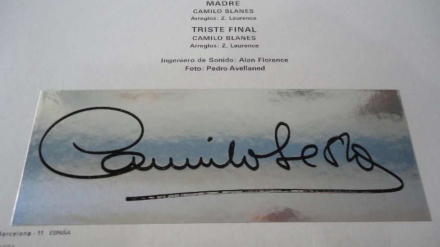 MADRE
CAMILO BLANES
Arreglos: Z. Laurence
TRISTE FINAL
CAMILO BLANES
Arreglos: Z. Laurence
Ingeniero de Sonido: Alan Florence
Foto: Pedro Avellaned
Camilo Sesto
Barcelona - 11 ESPAÑA